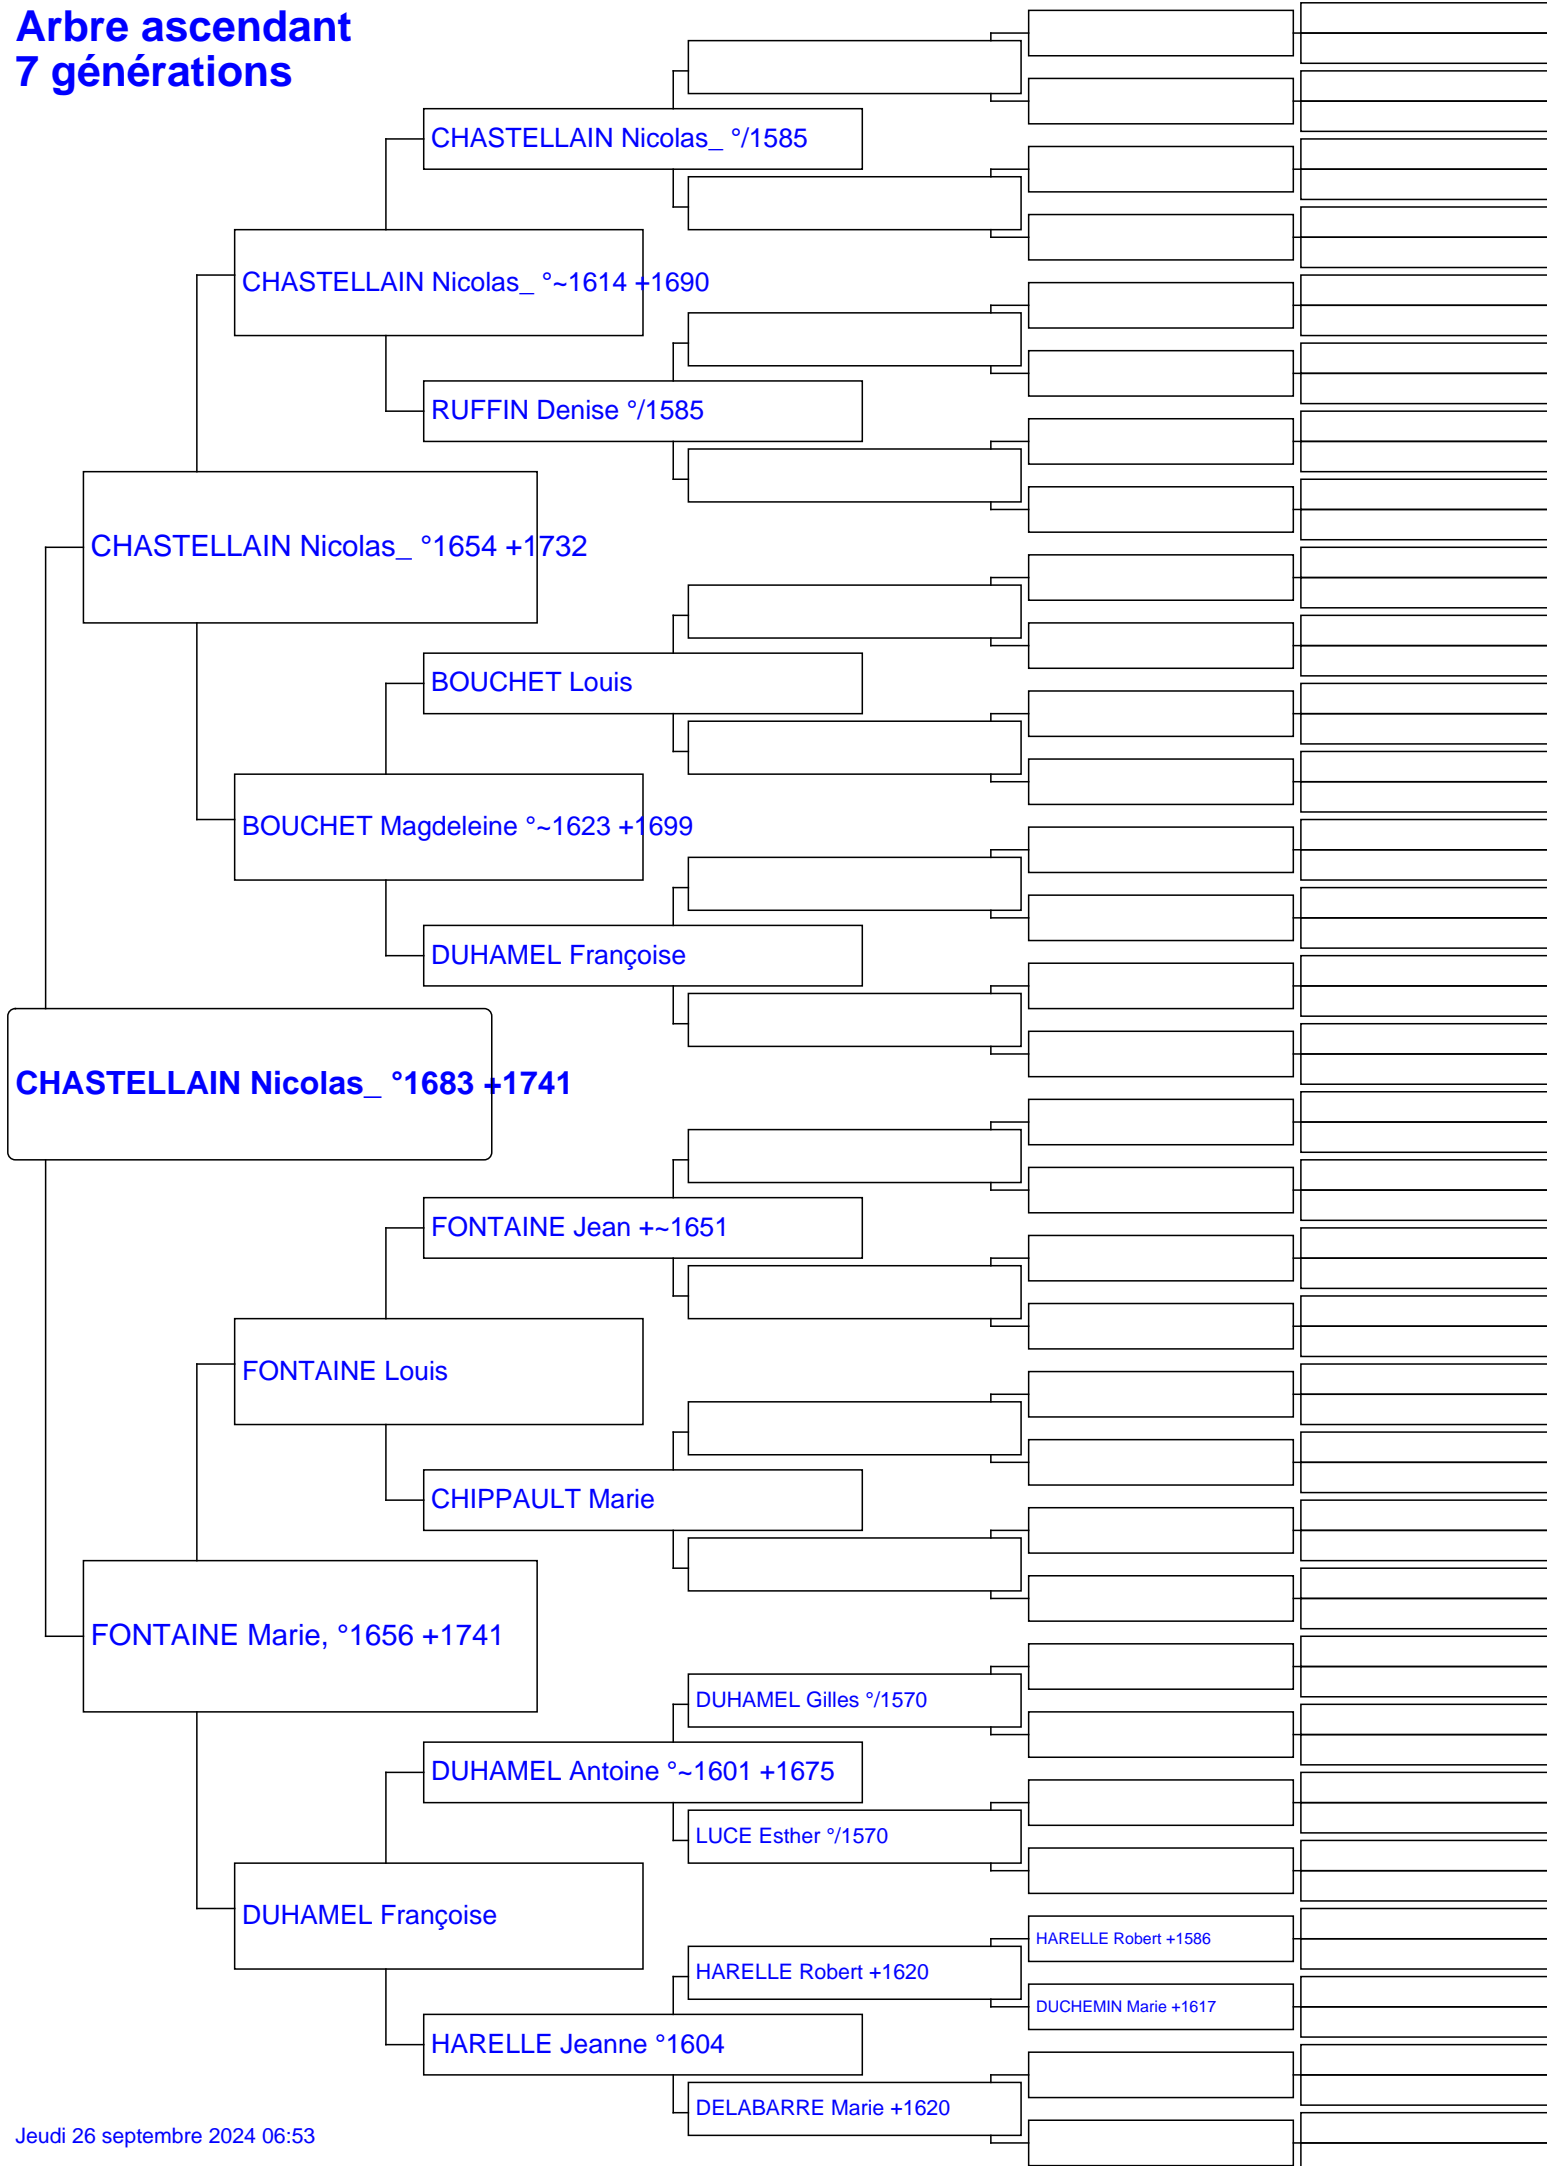 Arbre ascendant
7 générations
CHASTELLAIN Nicolas_ °/1585
CHASTELLAIN Nicolas_ °~1614 +1690
RUFFIN Denise °/1585
CHASTELLAIN Nicolas_ °1654 +1732
BOUCHET Louis
BOUCHET Magdeleine °~1623 +1699
DUHAMEL Françoise
CHASTELLAIN Nicolas_ °1683 +1741
FONTAINE Jean +~1651
FONTAINE Louis
CHIPPAULT Marie
FONTAINE Marie, °1656 +1741
DUHAMEL Gilles °/1570
DUHAMEL Antoine °~1601 +1675
LUCE Esther °/1570
DUHAMEL Françoise
HARELLE Robert +1586
HARELLE Robert +1620
DUCHEMIN Marie +1617
HARELLE Jeanne °1604
DELABARRE Marie +1620
Jeudi 26 septembre 2024 06:53